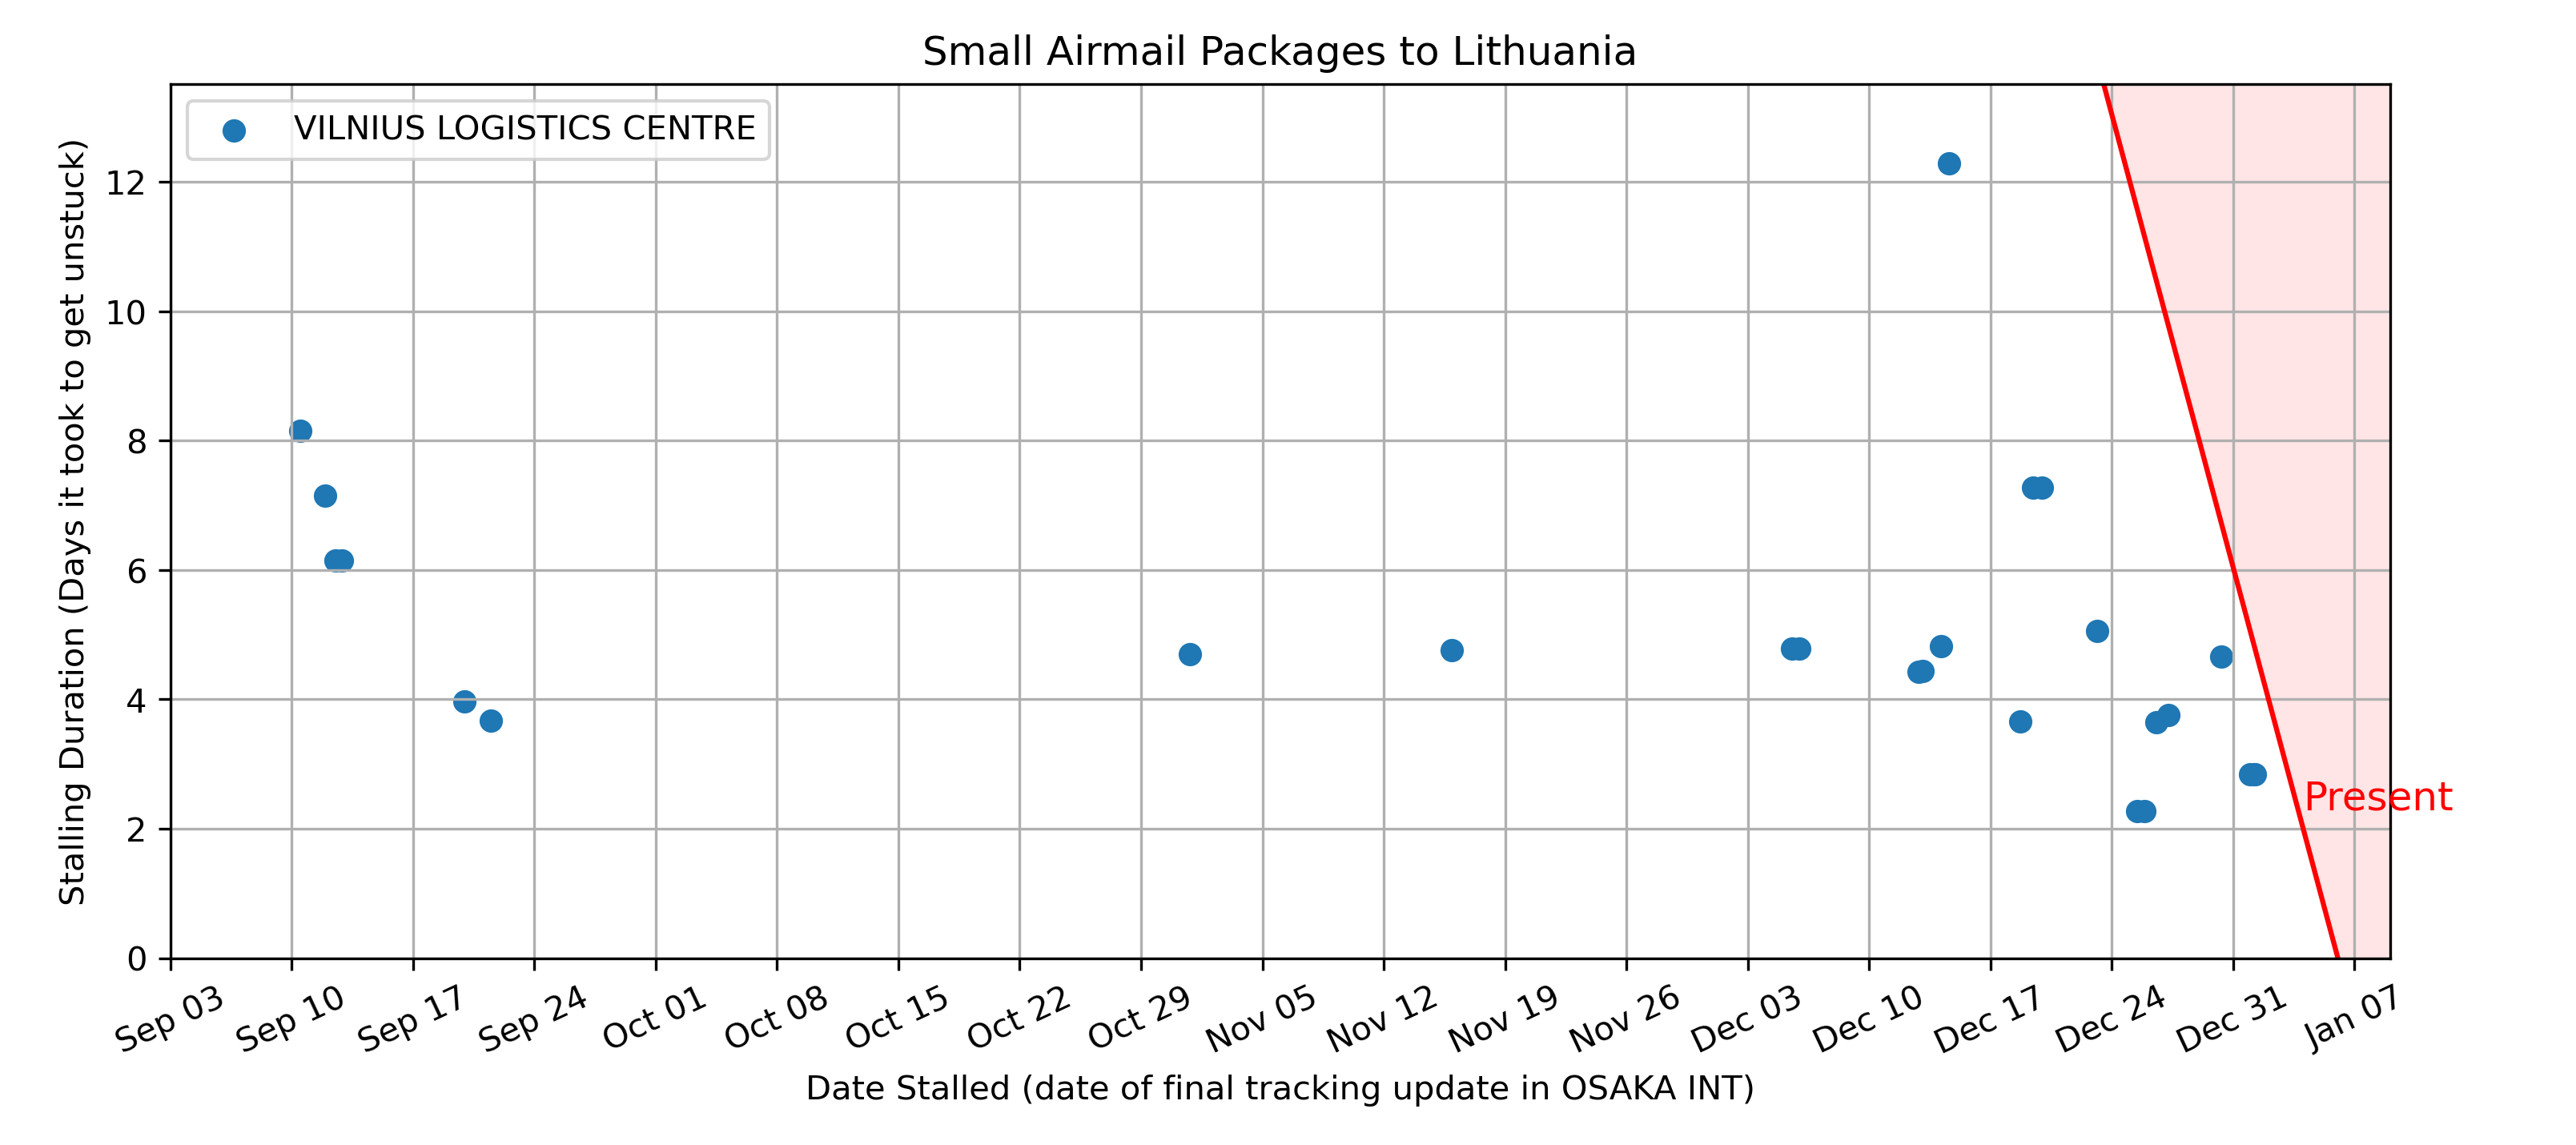 Small Airmail Packages to Lithuania
VILNIUS LOGISTICS CENTRE
Stalling Duration (Days it took to get unstuck)
12
10
8
6
4
2
0
Present
Sep 03 Sep 10 Sep 17 Sep 24 Oct 01 Oct 08 Oct 15 Oct 22 Oct 29 Nov 05 Nov 12 Nov 19 Nov 26 Dec 03 Dec 10 Dec 17 Dec 24 Dec 31 Jan 07
Date Stalled (date of final tracking update in OSAKA INT)